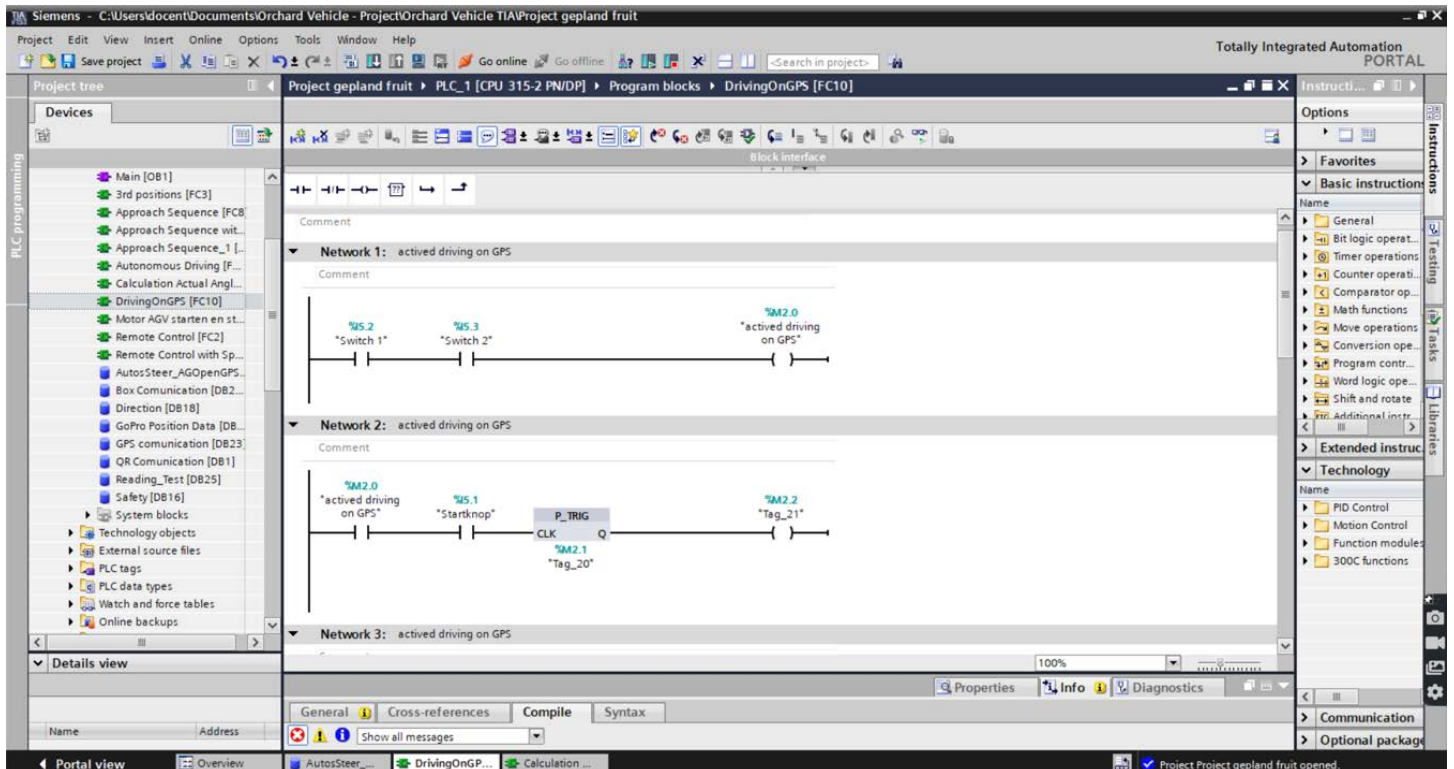 Siemens - C:\Users\docent\Documents\Orchard Vehicle - Project\Orchard Vehicle TIA\Project gepland fruit
Project Edit View Insert Online Options Tools Window Help
Totally Integrated Automation
PORTAL
Save project Go online Go offline <Search in project>
Project tree
Project gepland fruit PLC_1 [CPU 315-2 PN/DP] Program blocks DrivingOnGPS [FC10]
Instructi...
Devices
Options
Block interface
PLC programming
Main [OB1]
3rd positions [FC3]
Approach Sequence [FC8]
Approach Sequence wit...
Approach Sequence_1 [...
Autonomous Driving [F...
Calculation Actual Angl...
DrivingOnGPS [FC10]
Motor AGV starten en st...
Remote Control [FC2]
Remote Control with Sp...
AutosSteer_AGOpenGPS...
Box Comunication [DB2...
Direction [DB18]
GoPro Position Data [DB...
GPS comunication [DB23]
QR Comunication [DB1]
Reading_Test [DB25]
Safety [DB16]
System blocks
Technology objects
External source files
PLC tags
PLC data types
Watch and force tables
Online backups
Details view
Name Address
??
Comment
Network 1: actived driving on GPS
Comment
%I5.2 %I5.3 %M2.0
"Switch 1" "Switch 2" "actived driving
on GPS"
Network 2: actived driving on GPS
Comment
%M2.0
"actived driving %I5.1 %M2.2
on GPS" "Startknop" P_TRIG "Tag_21"
CLK Q
%M2.1
"Tag_20"
Network 3: actived driving on GPS
100%
Properties Info Diagnostics
General Cross-references Compile Syntax
Show all messages
Favorites
Basic instructions
Name
General
Bit logic operat...
Timer operations
Counter operati...
Comparator op...
Math functions
Move operations
Conversion ope...
Program contr...
Word logic ope...
Shift and rotate
Additional instr...
Extended instruc...
Technology
Name
PID Control
Motion Control
Function modules
300C functions
Communication
Optional package
Instructions
Testing
Tasks
Libraries
Portal view Overview AutosSteer_... DrivingOnGP... Calculation ... Project Project gepland fruit opened.